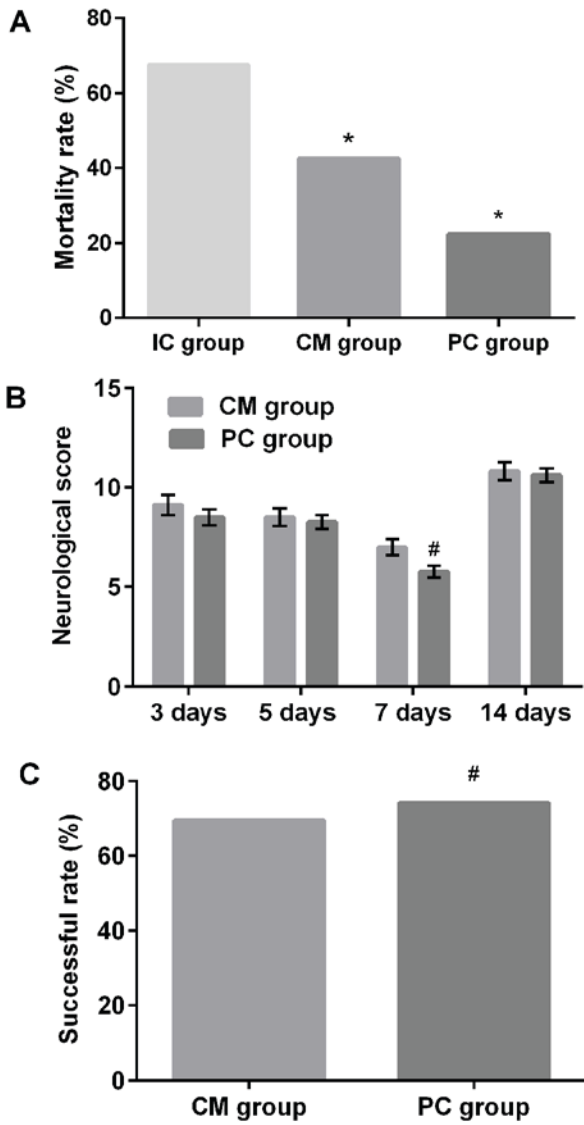 A
Mortality rate (%)
80
60
40
20
0
*
*
IC group
CM group
PC group
B
Neurological score
15
10
5
0
CM group
PC group
#
3 days
5 days
7 days
14 days
C
Successful rate (%)
80
60
40
20
0
#
CM group
PC group